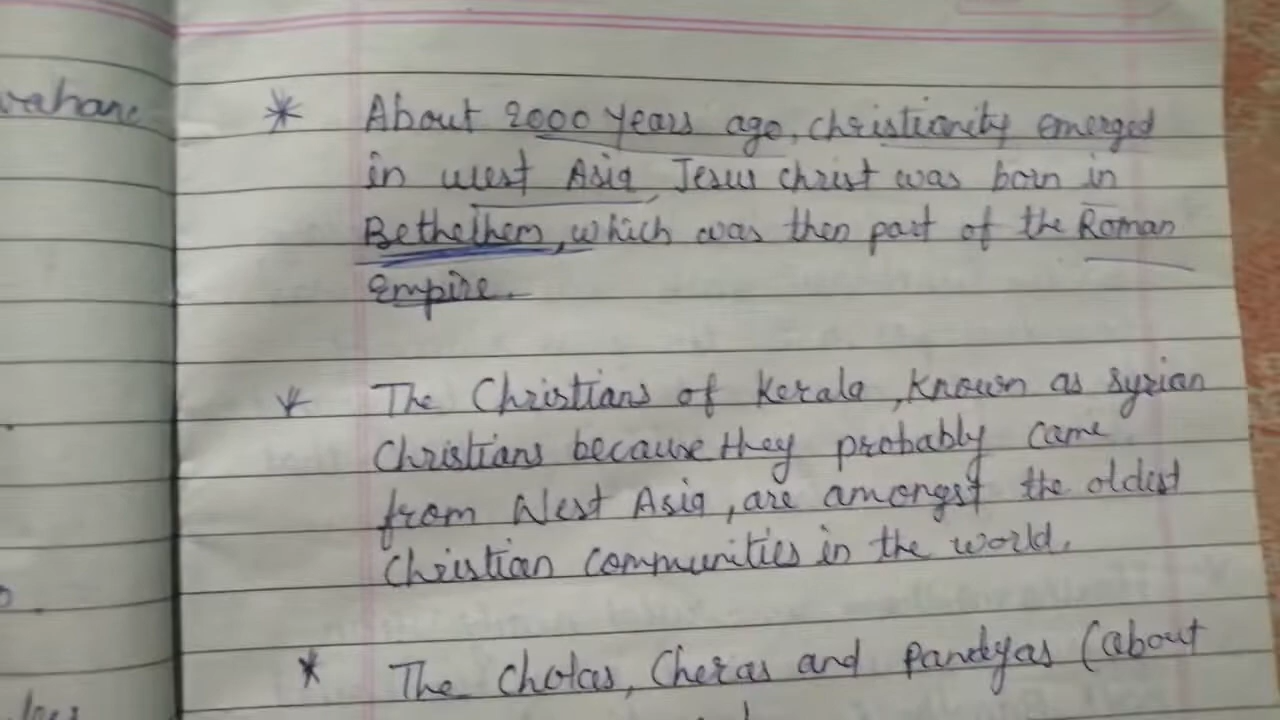 * About 2000 years ago, christianity emerged
in west Asia, Jesus christ was born in
Bethelhem, which was then part of the Roman
Empire.
* The Christians of Kerala, known as Syrian
Christians because they probably came
from West Asia, are amongst the oldest
Christian communities in the world.
* The Cholas, Cheras and Pandyas (about